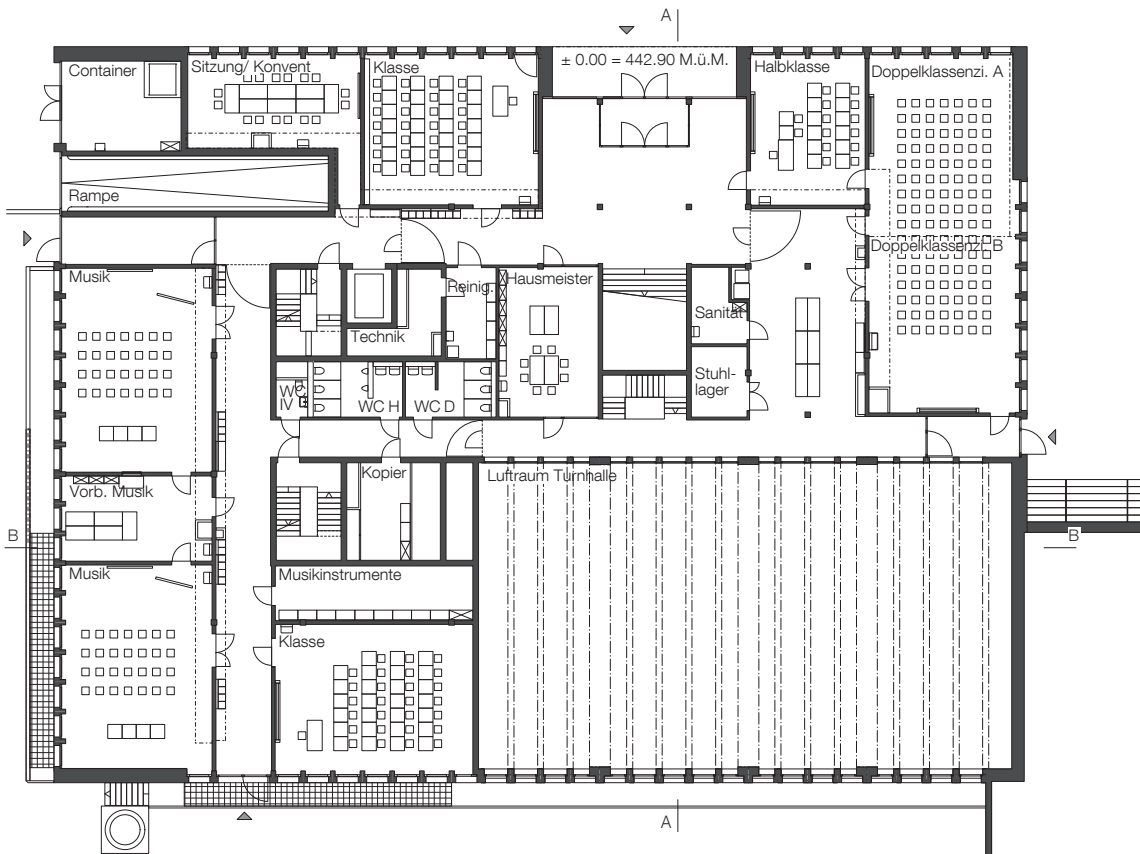 A
± 0.00 = 442.90 M.ü.M.
Container
Sitzung/ Konvent
Klasse
Halbklasse
Doppelklassenzi. A
Rampe
Doppelklassenzi. B
Musik
Reinig.
Hausmeister
Technik
Sanität
Stuhl-
lager
WC
IV
WC H
WC D
Kopier
Luftraum Turnhalle
Vorb. Musik
B
B
Musik
Musikinstrumente
Klasse
A